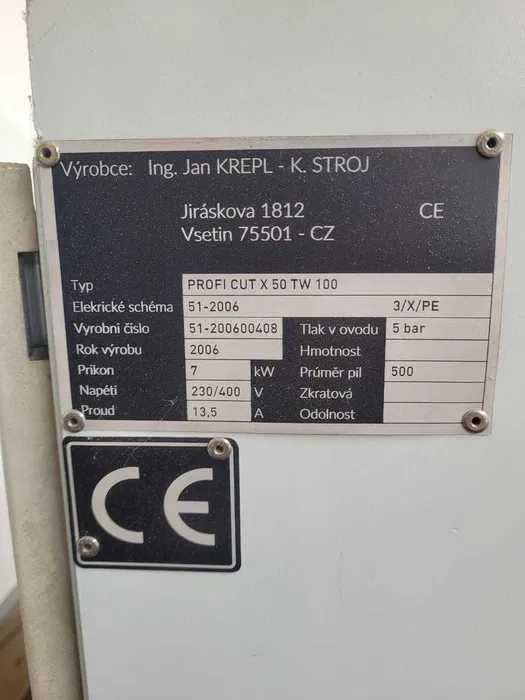 Výrobce: Ing. Jan KREPL - K. STROJ
Jiráskova 1812 CE
Vsetin 75501 - CZ
Typ PROFI CUT X 50 TW 100
Elekrické schéma 51-2006 3/X/PE
Vyrobni čislo 51-200600408 Tlak v ovodu 5 bar
Rok výrobu 2006 Hmotnost
Prikon 7 kW Průměr pil 500
Napétí 230/400 V Zkratová
Proud 13,5 A Odolnost
CE